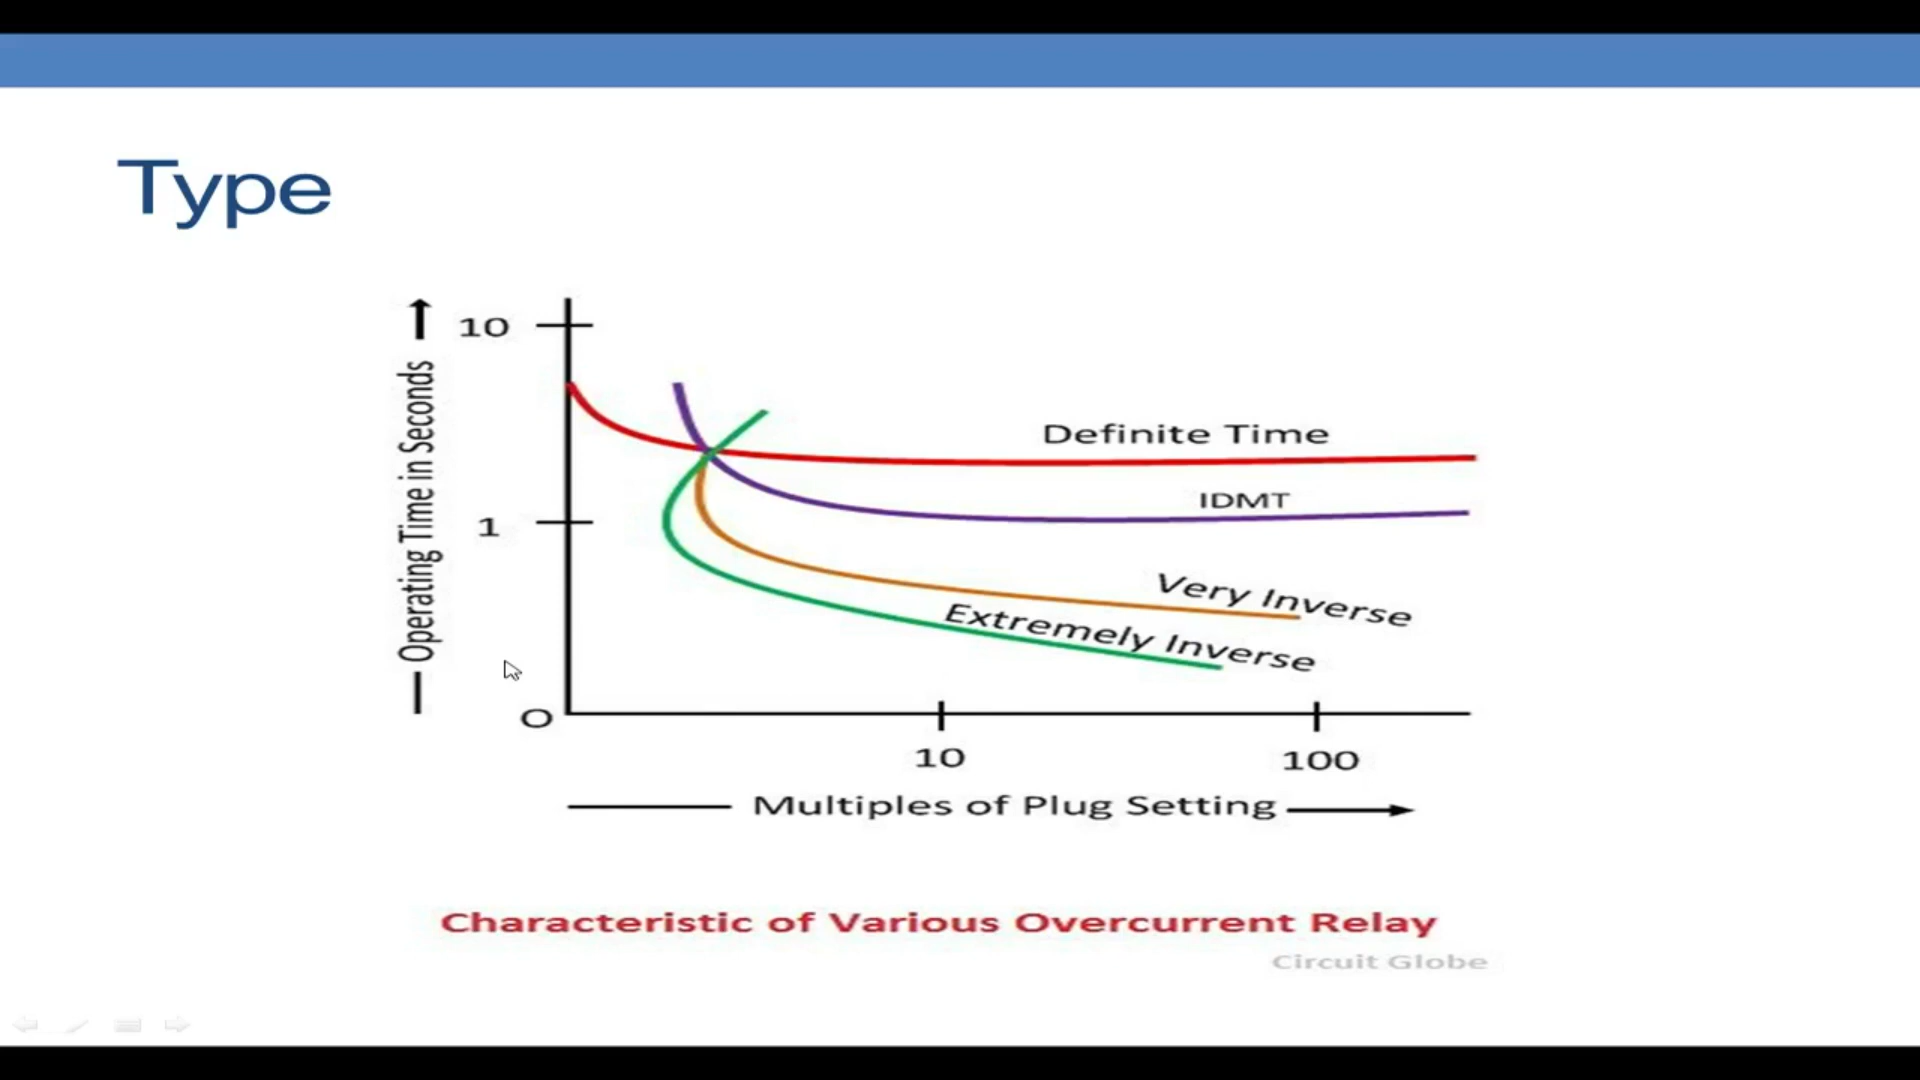 Type
Operating Time in Seconds
10
1
O
Definite Time
IDMT
Very Inverse
Extremely Inverse
10
100
Multiples of Plug Setting
Characteristic of Various Overcurrent Relay
Circuit Globe